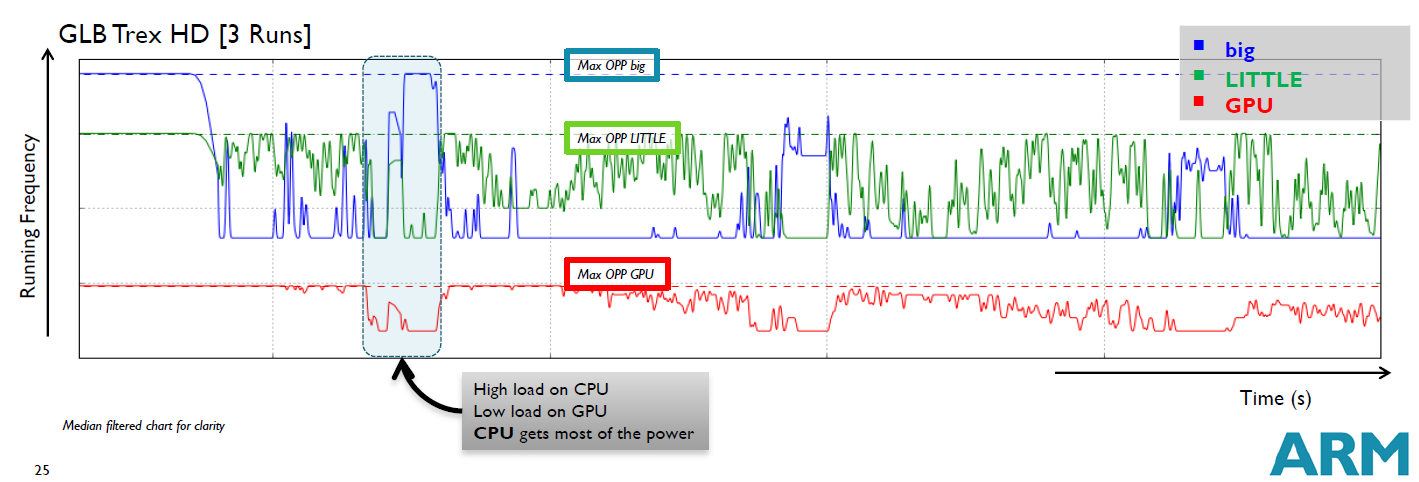 GLB Trex HD [3 Runs]
big
LITTLE
GPU
Max OPP big
Max OPP LITTLE
Max OPP GPU
Running Frequency
Time (s)
High load on CPU
Low load on GPU
CPU gets most of the power
Median filtered chart for clarity
25
ARM